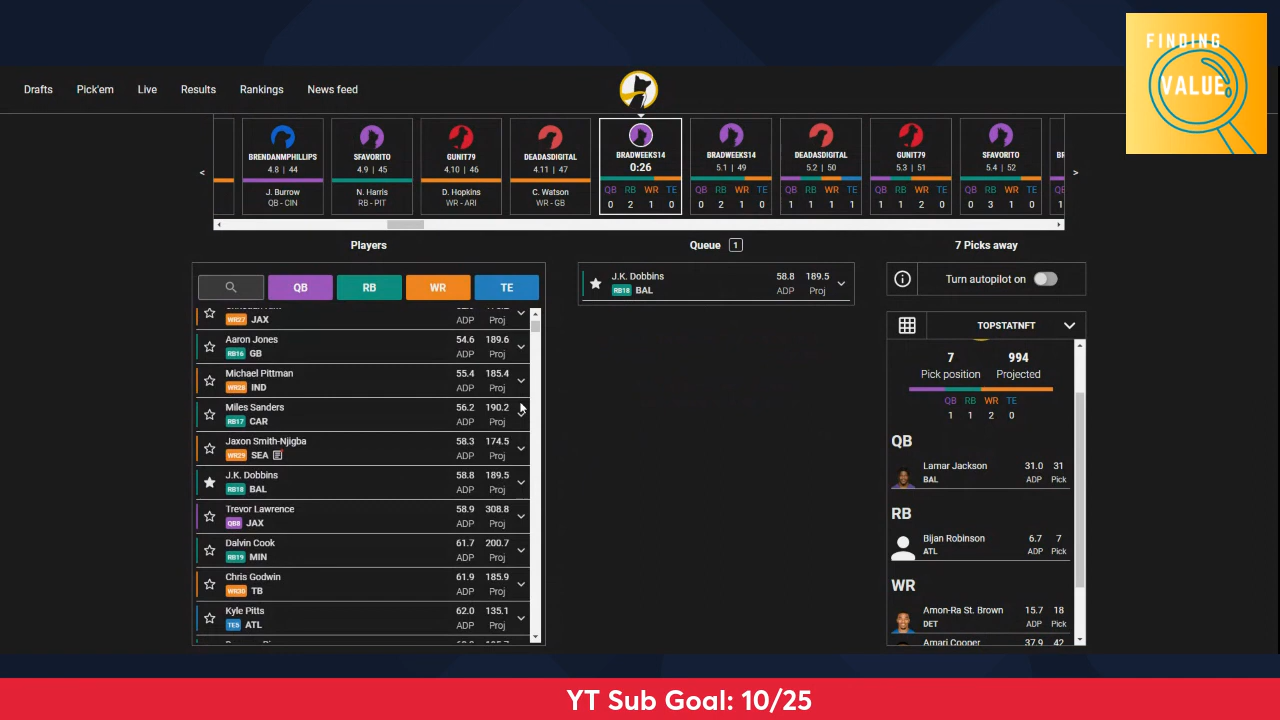 FINDING
VALUE
Drafts Pick'em Live Results Rankings News feed
BRENDANMPHILLIPS
4.8 | 44
J. Burrow
QB - CIN
SFAVORITO
4.9 | 45
N. Harris
RB - PIT
GUNIT79
4.10 | 46
D. Hopkins
WR - ARI
DEADASDIGITAL
4.11 | 47
C. Watson
WR - GB
BRADWEEKS14
0:26
QB RB WR TE
0 2 1 0
BRADWEEKS14
5.1 | 49
QB RB WR TE
0 2 1 0
DEADASDIGITAL
5.2 | 50
QB RB WR TE
1 1 1 1
GUNIT79
5.3 | 51
QB RB WR TE
1 1 2 0
SFAVORITO
5.4 | 52
QB RB WR TE
0 3 1 0
Players
QB RB WR TE
WR27 JAX ADP Proj
Aaron Jones 54.6 189.6
RB16 GB ADP Proj
Michael Pittman 55.4 185.4
WR28 IND ADP Proj
Miles Sanders 56.2 190.2
RB17 CAR ADP Proj
Jaxon Smith-Njigba 58.3 174.5
WR29 SEA ADP Proj
J.K. Dobbins 58.8 189.5
RB18 BAL ADP Proj
Trevor Lawrence 58.9 308.8
QB8 JAX ADP Proj
Dalvin Cook 61.7 200.7
RB19 MIN ADP Proj
Chris Godwin 61.9 185.9
WR30 TB ADP Proj
Kyle Pitts 62.0 135.1
TE5 ATL ADP Proj
Queue 1
J.K. Dobbins 58.8 189.5
RB18 BAL ADP Proj
7 Picks away
Turn autopilot on
TOPSTATNFT
7 994
Pick position Projected
QB RB WR TE
1 1 2 0
QB
Lamar Jackson 31.0 31
BAL ADP Pick
RB
Bijan Robinson 6.7 7
ATL ADP Pick
WR
Amon-Ra St. Brown 15.7 18
DET ADP Pick
Amari Cooper 37.9 42
YT Sub Goal: 10/25